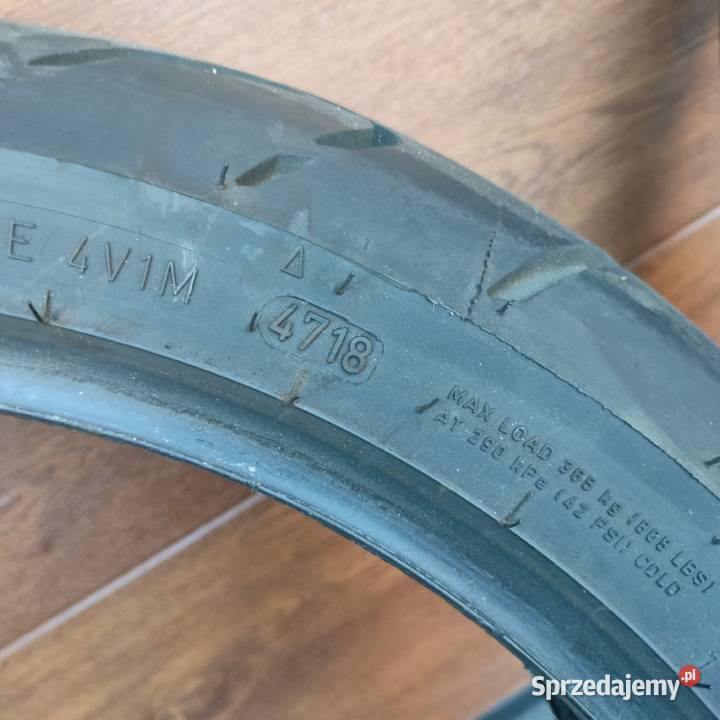 E 4V1M
4718
MAX LOAD 365 kg (805 LBS)
AT 290 kPa (42 PSI) COLD
Sprzedajemy.pl